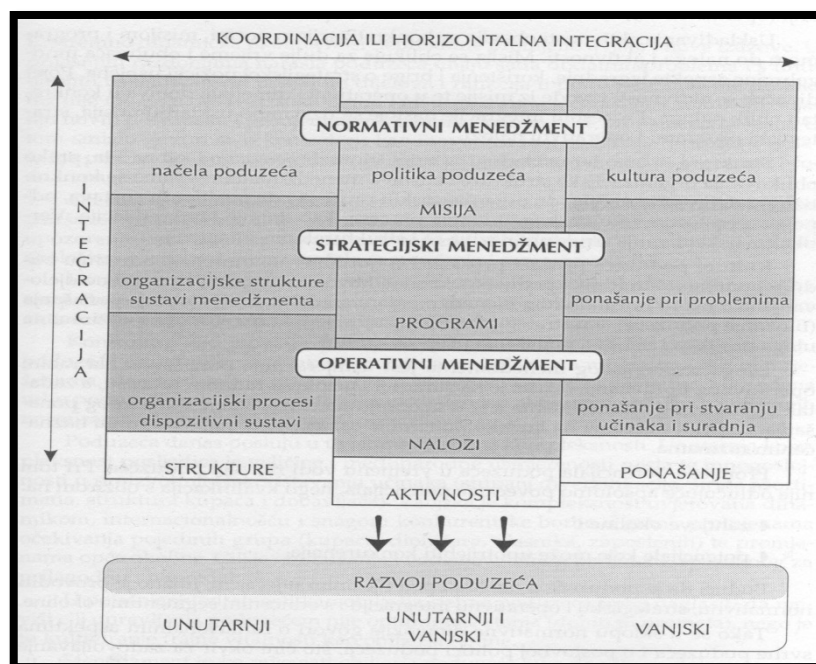 KOORDINACIJA ILI HORIZONTALNA INTEGRACIJA
INTEGRACIJA
NORMATIVNI MENEDŽMENT
načela poduzeća
politika poduzeća
kultura poduzeća
MISIJA
STRATEGIJSKI MENEDŽMENT
organizacijske strukture
sustavi menedžmenta
ponašanje pri problemima
PROGRAMI
OPERATIVNI MENEDŽMENT
organizacijski procesi
dispozitivni sustavi
ponašanje pri stvaranju
učinaka i suradnja
NALOZI
STRUKTURE
PONAŠANJE
AKTIVNOSTI
RAZVOJ PODUZEĆA
UNUTARNJI
UNUTARNJI I
VANJSKI
VANJSKI